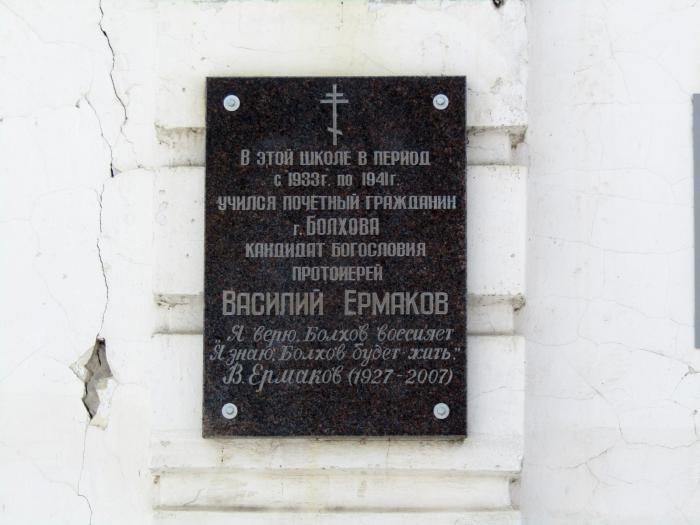 В ЭТОЙ ШКОЛЕ В ПЕРИОД
С 1933г. ПО 1941г.
УЧИЛСЯ ПОЧЕТНЫЙ ГРАЖДАНИН
г. БОЛХОВА
КАНДИДАТ БОГОСЛОВИЯ
ПРОТОИЕРЕЙ
ВАСИЛИЙ ЕРМАКОВ
Я верю, Болхов воссияет
"Я знаю, Болхов будет жить."
В. Ермаков (1927-2007)